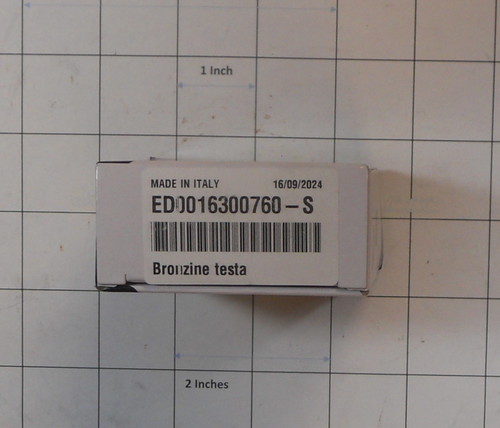 1 Inch
MADE IN ITALY 16/09/2024
ED0016300760-S
Bronzine testa
2 Inches